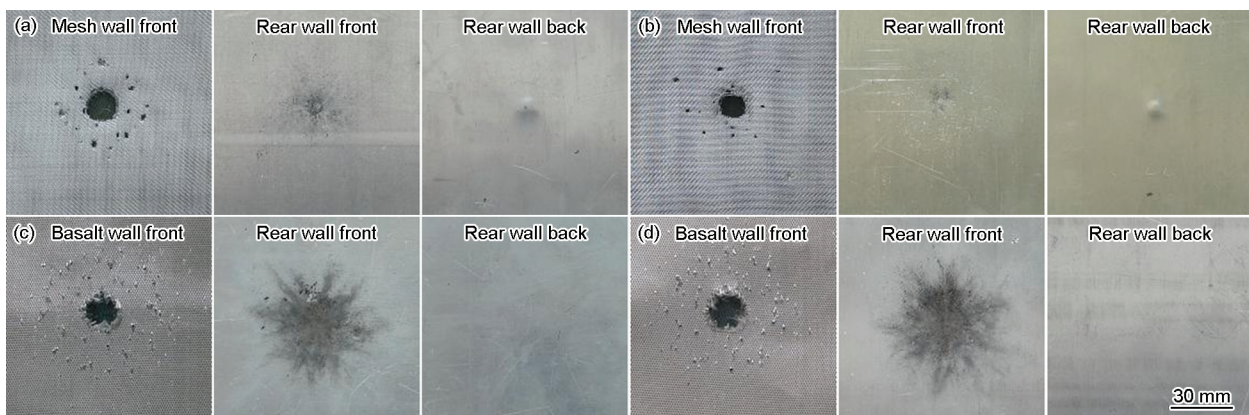 (a) Mesh wall front Rear wall front Rear wall back (b) Mesh wall front Rear wall front Rear wall back
(c) Basalt wall front Rear wall front Rear wall back (d) Basalt wall front Rear wall front Rear wall back
30 mm